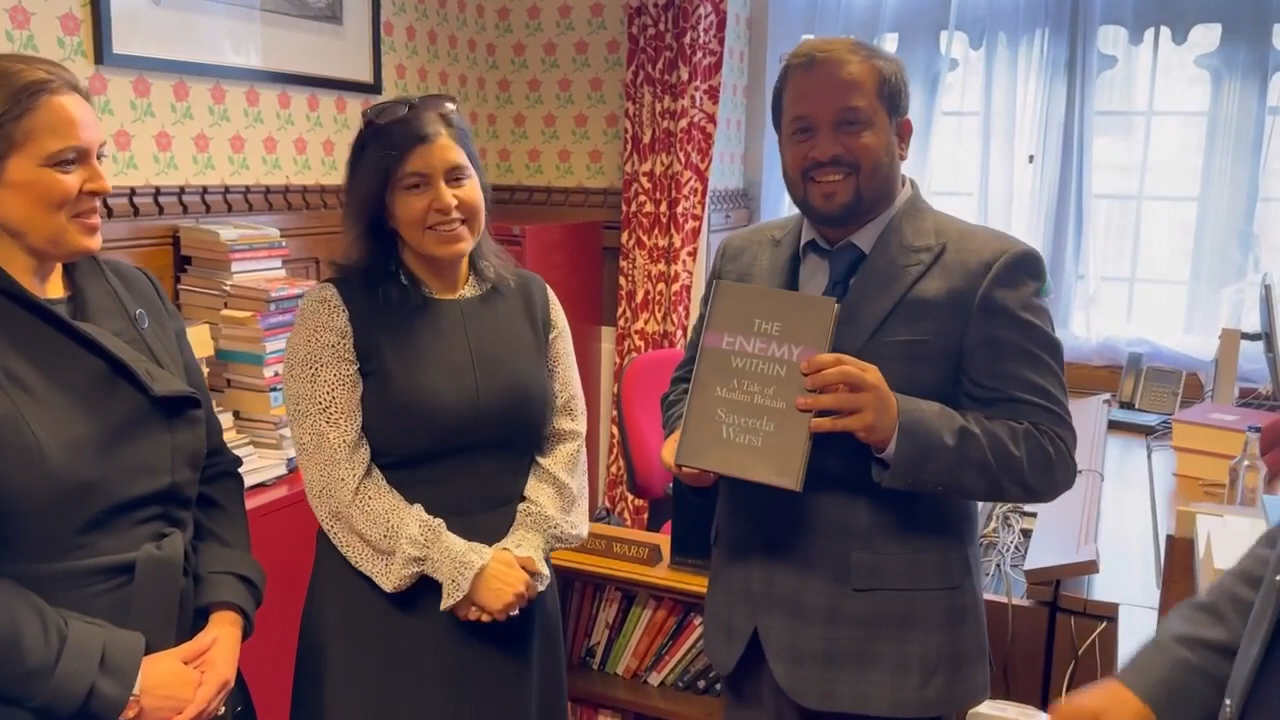 THE
ENEMY
WITHIN
A Tale of
Muslim Britain
Sayeeda
Warsi
ESS WARSI